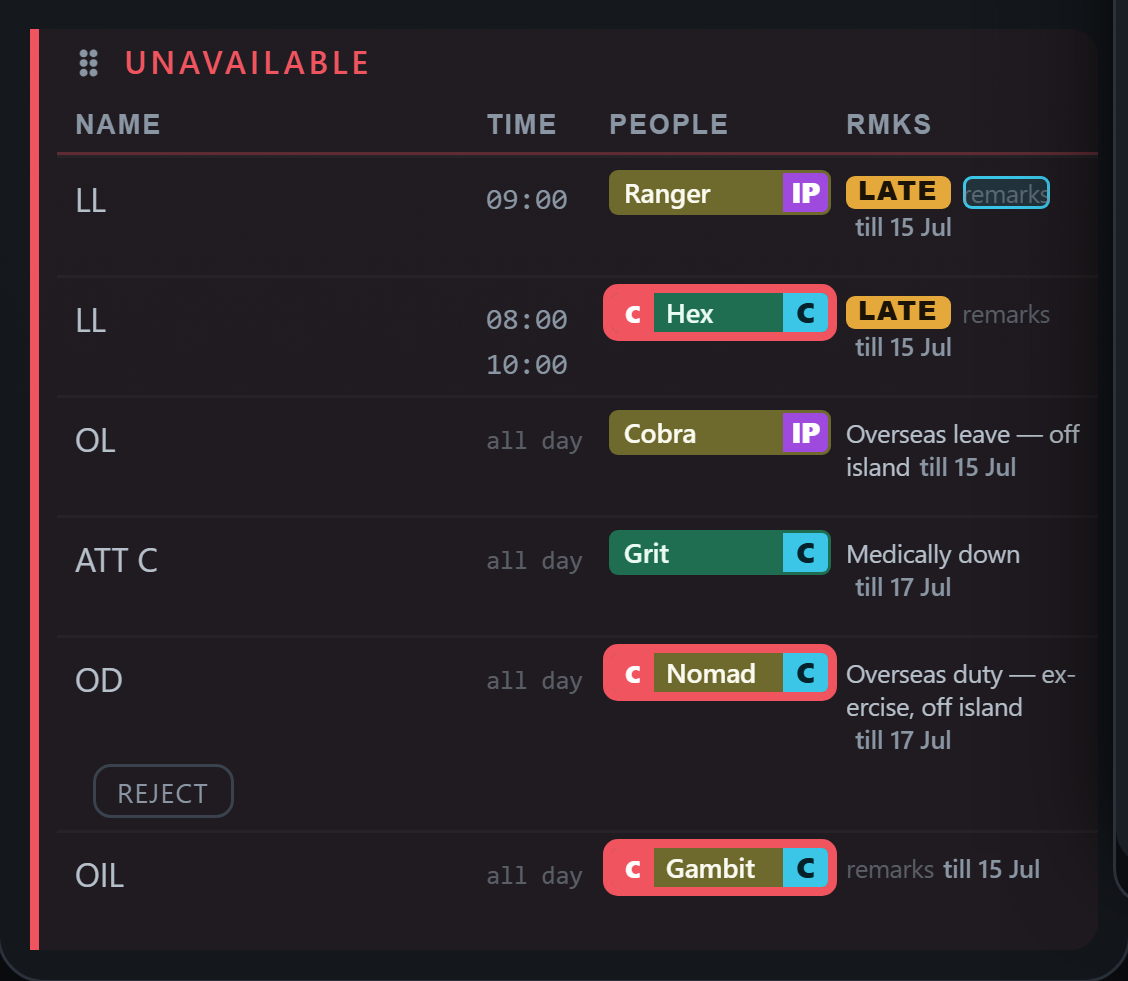 UNAVAILABLE
NAME TIME PEOPLE RMKS
LL 09:00 Ranger IP LATE remarks
till 15 Jul
LL 08:00 C Hex C LATE remarks
10:00 till 15 Jul
OL all day Cobra IP Overseas leave — off
island till 15 Jul
ATT C all day Grit C Medically down
till 17 Jul
OD all day C Nomad C Overseas duty — ex-
ercise, off island
till 17 Jul
REJECT
OIL all day C Gambit C remarks till 15 Jul